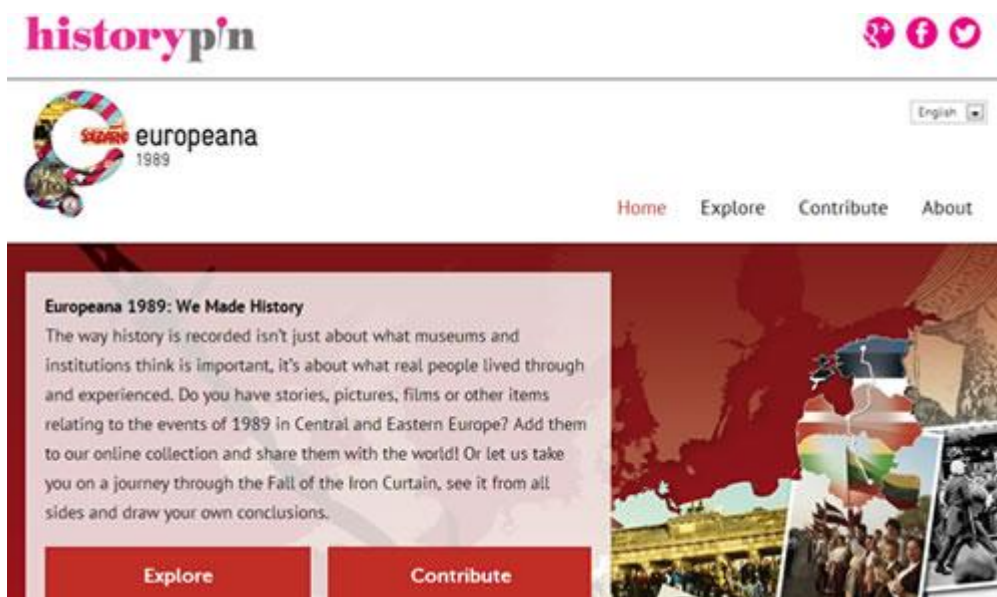 historypin
europeana
1989
English
Home Explore Contribute About
Europeana 1989: We Made History
The way history is recorded isn't just about what museums and
institutions think is important, it's about what real people lived through
and experienced. Do you have stories, pictures, films or other items
relating to the events of 1989 in Central and Eastern Europe? Add them
to our online collection and share them with the world! Or let us take
you on a journey through the Fall of the Iron Curtain, see it from all
sides and draw your own conclusions.
Explore Contribute